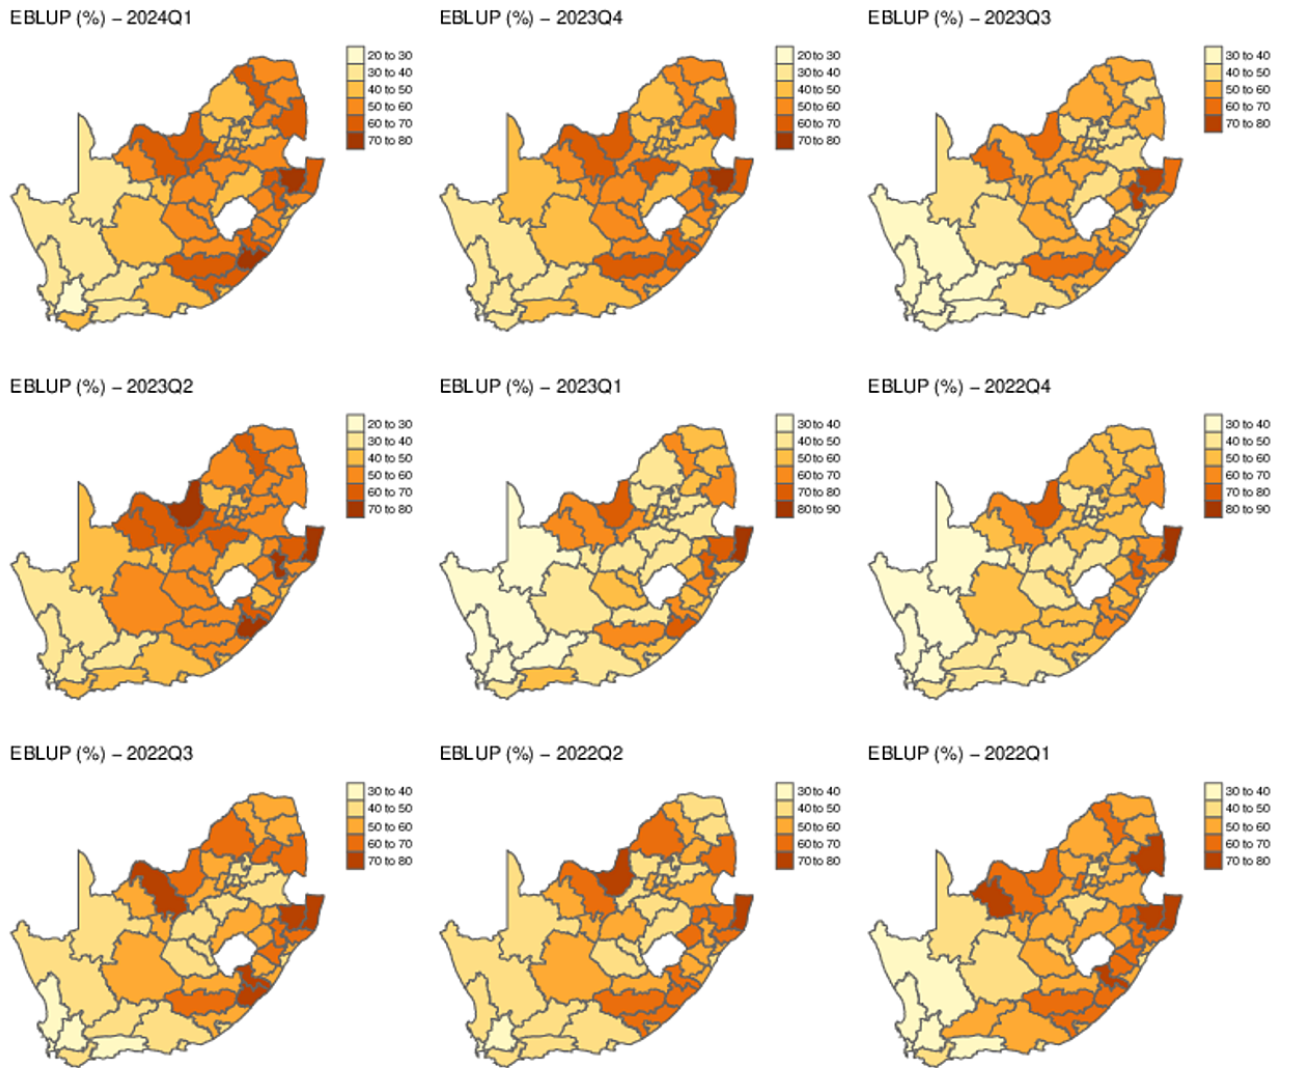 EBLUP (%) – 2024Q1
20 to 30
30 to 40
40 to 50
50 to 60
60 to 70
70 to 80
EBLUP (%) – 2023Q4
20 to 30
30 to 40
40 to 50
50 to 60
60 to 70
70 to 80
EBLUP (%) – 2023Q3
30 to 40
40 to 50
50 to 60
60 to 70
70 to 80
EBLUP (%) – 2023Q2
20 to 30
30 to 40
40 to 50
50 to 60
60 to 70
70 to 80
EBLUP (%) – 2023Q1
30 to 40
40 to 50
50 to 60
60 to 70
70 to 80
80 to 90
EBLUP (%) – 2022Q4
30 to 40
40 to 50
50 to 60
60 to 70
70 to 80
80 to 90
EBLUP (%) – 2022Q3
30 to 40
40 to 50
50 to 60
60 to 70
70 to 80
EBLUP (%) – 2022Q2
30 to 40
40 to 50
50 to 60
60 to 70
70 to 80
EBLUP (%) – 2022Q1
30 to 40
40 to 50
50 to 60
60 to 70
70 to 80